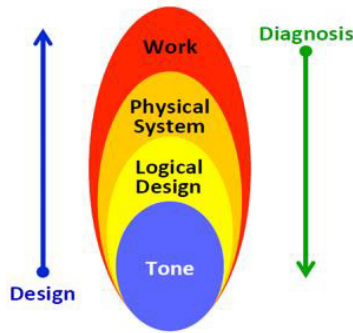 Work
Diagnosis
Physical
System
Logical
Design
Tone
Design